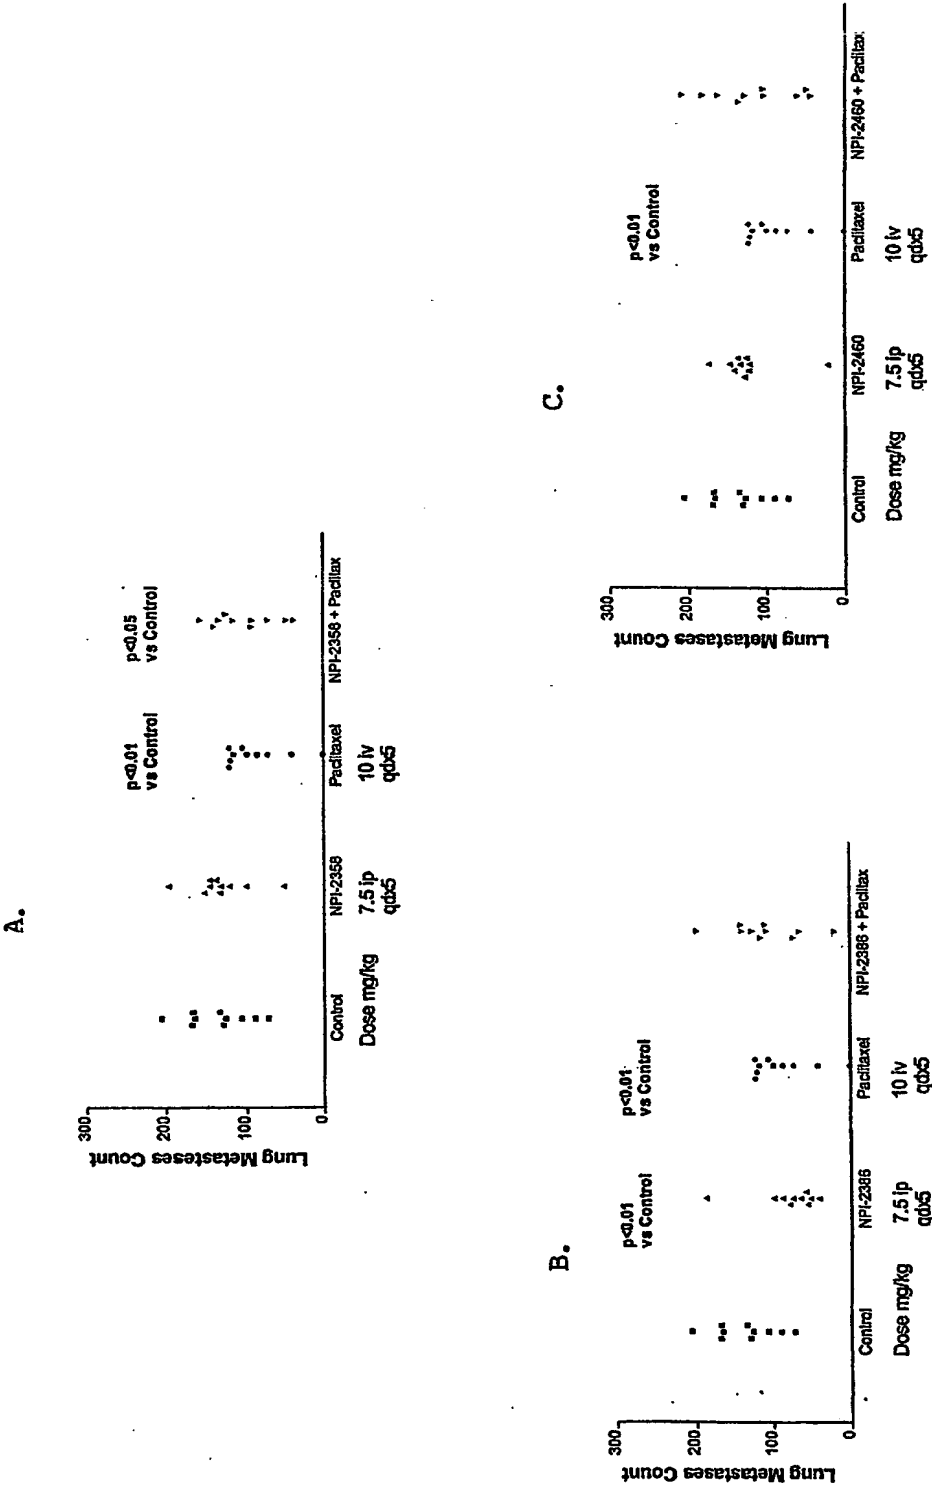 A.
p<0.01
vs Control
p<0.05
vs Control
Lung Metasteses Count
300
200
100
0
Control
NPI-2358
Paclitaxel
NPI-2358 + Paclitax
Dose mg/kg
7.5 ip
qdx5
10 iv
qdx5
B.
p<0.01
vs Control
p<0.01
vs Control
Lung Metastases Count
300
200
100
0
Control
NPI-2386
Paclitaxel
NPI-2386 + Paclitax
Dose mg/kg
7.5 ip
qdx5
10 iv
qdx5
C.
p<0.01
vs Control
Lung Metastases Count
300
200
100
0
Control
NPI-2460
Paclitaxel
NPI-2460 + Paclitax
Dose mg/kg
7.5 ip
qdx5
10 iv
qdx5